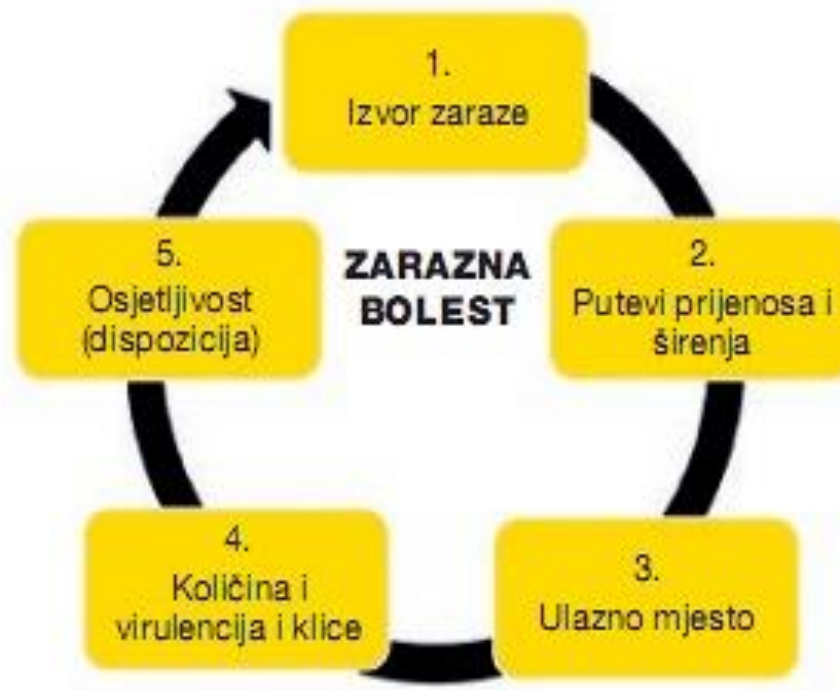 1.
Izvor zaraze
2.
Putevi prijenosa i
širenja
3.
Ulazno mjesto
4.
Količina i
virulencija i klice
5.
Osjetljivost
(dispozicija)
ZARAZNA
BOLEST